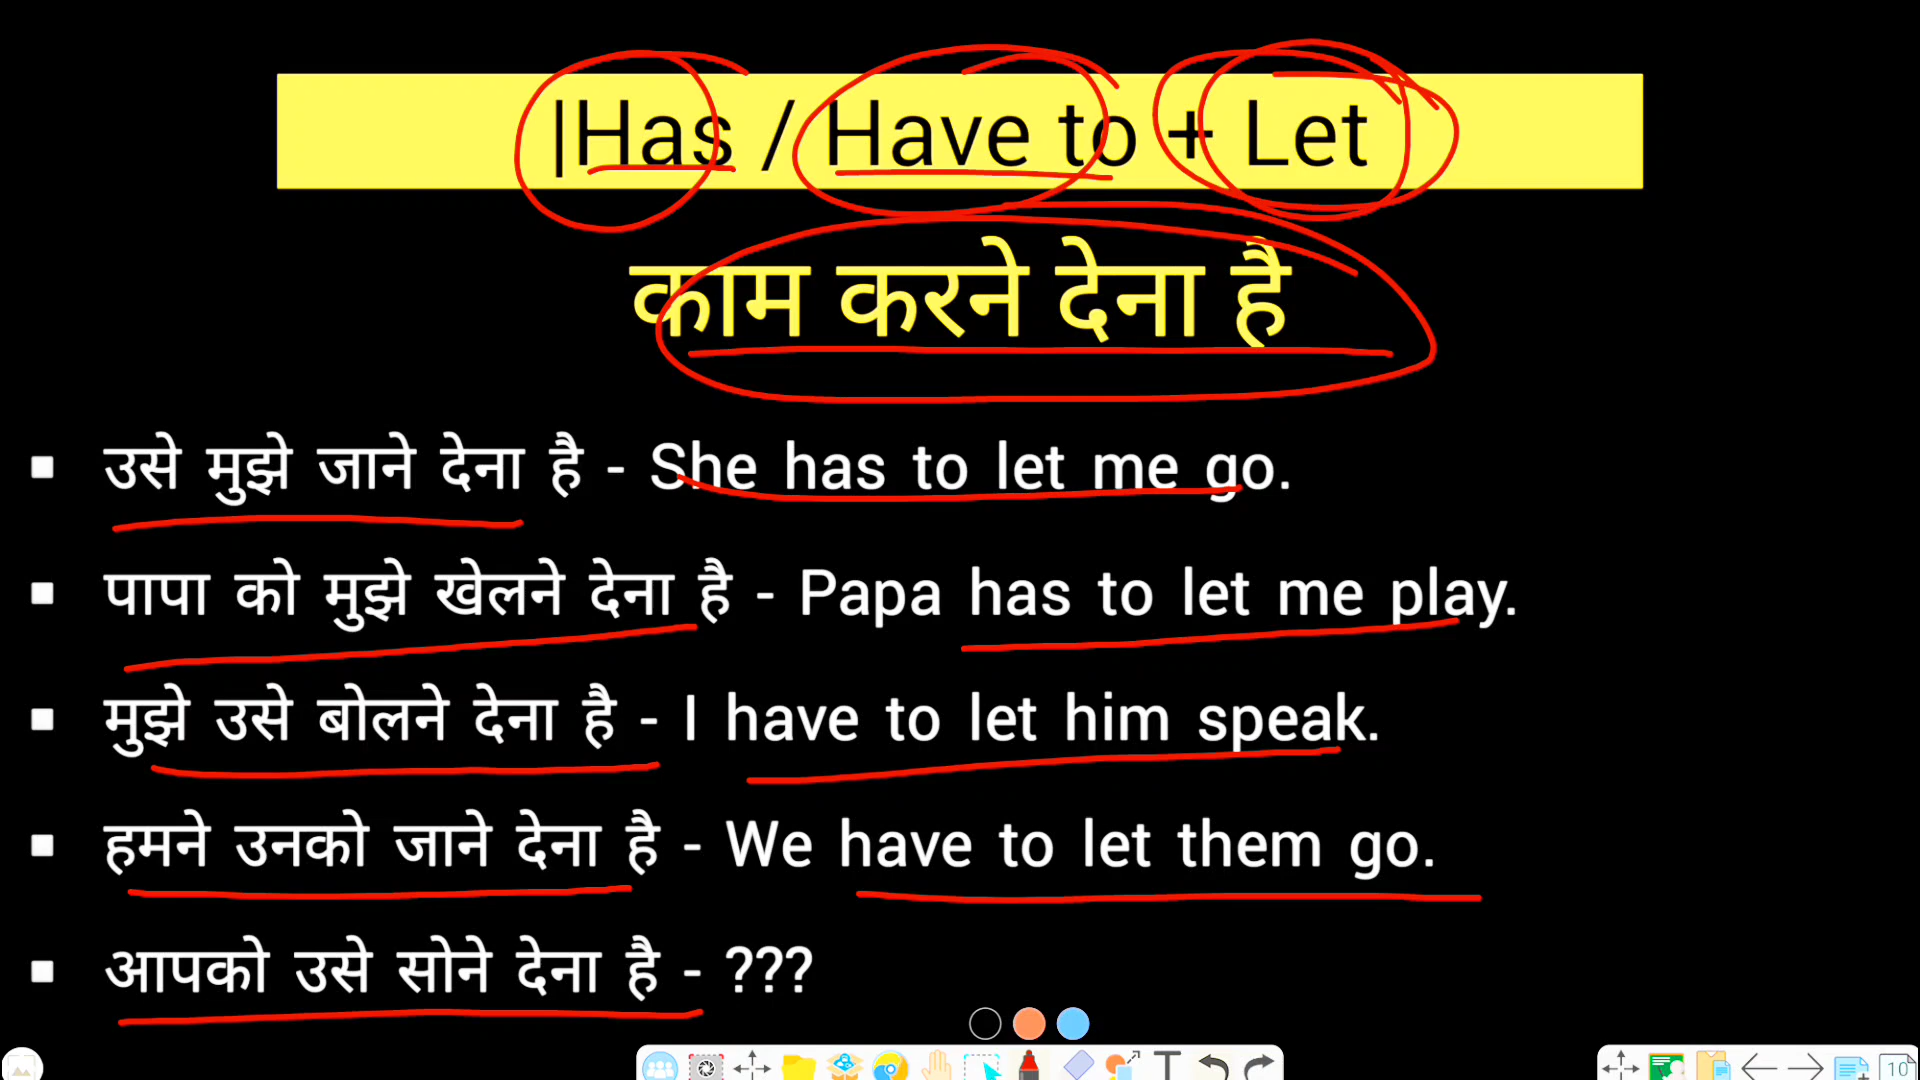 |Has / Have to + Let
काम करने देना है
▪ उसे मुझे जाने देना है - She has to let me go.
▪ पापा को मुझे खेलने देना है - Papa has to let me play.
▪ मुझे उसे बोलने देना है - I have to let him speak.
▪ हमने उनको जाने देना है - We have to let them go.
▪ आपको उसे सोने देना है - ???
T
10